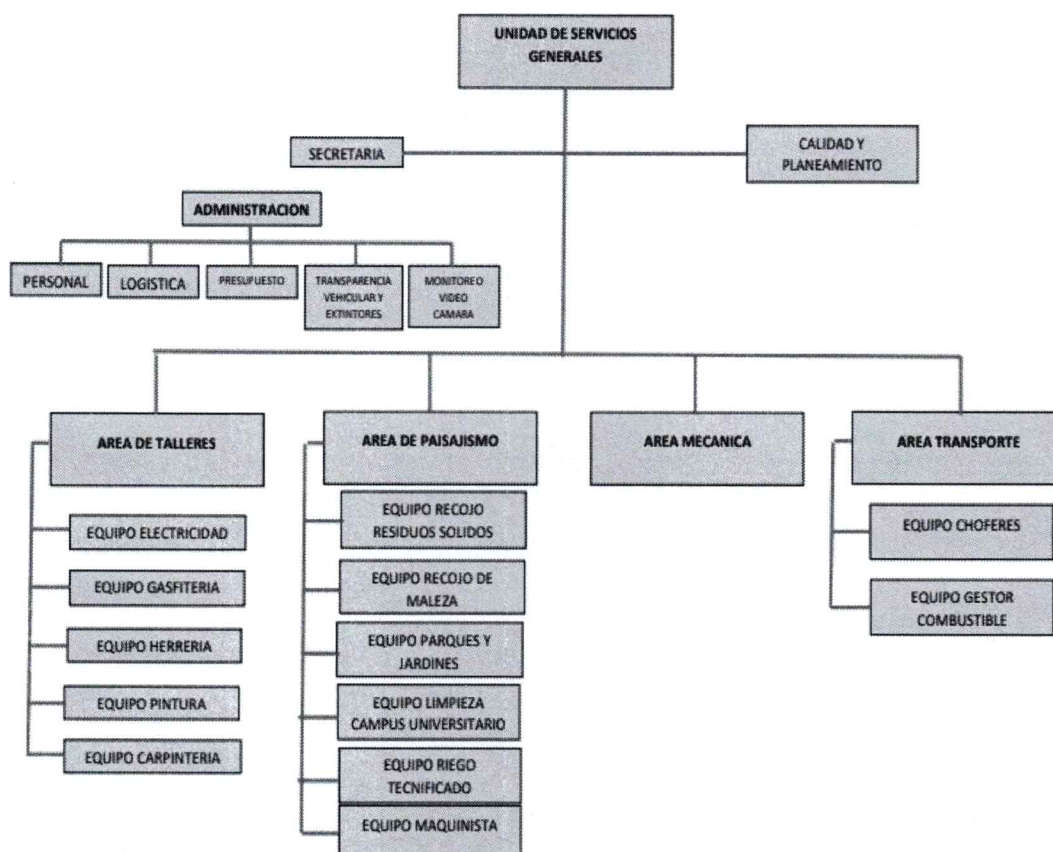 UNIDAD DE SERVICIOS
GENERALES
SECRETARIA
CALIDAD Y
PLANEAMIENTO
ADMINISTRACION
PERSONAL
LOGISTICA
PRESUPUESTO
TRANSPARENCIA
VEHICULAR Y
EXTINTORES
MONITOREO
VIDEO
CAMARA
AREA DE TALLERES
EQUIPO ELECTRICIDAD
EQUIPO GASFITERIA
EQUIPO HERRERIA
EQUIPO PINTURA
EQUIPO CARPINTERIA
AREA DE PAISAJISMO
EQUIPO RECOJO
RESIDUOS SOLIDOS
EQUIPO RECOJO DE
MALEZA
EQUIPO PARQUES Y
JARDINES
EQUIPO LIMPIEZA
CAMPUS UNIVERSITARIO
EQUIPO RIEGO
TECNIFICADO
EQUIPO MAQUINISTA
AREA MECANICA
AREA TRANSPORTE
EQUIPO CHOFERES
EQUIPO GESTOR
COMBUSTIBLE